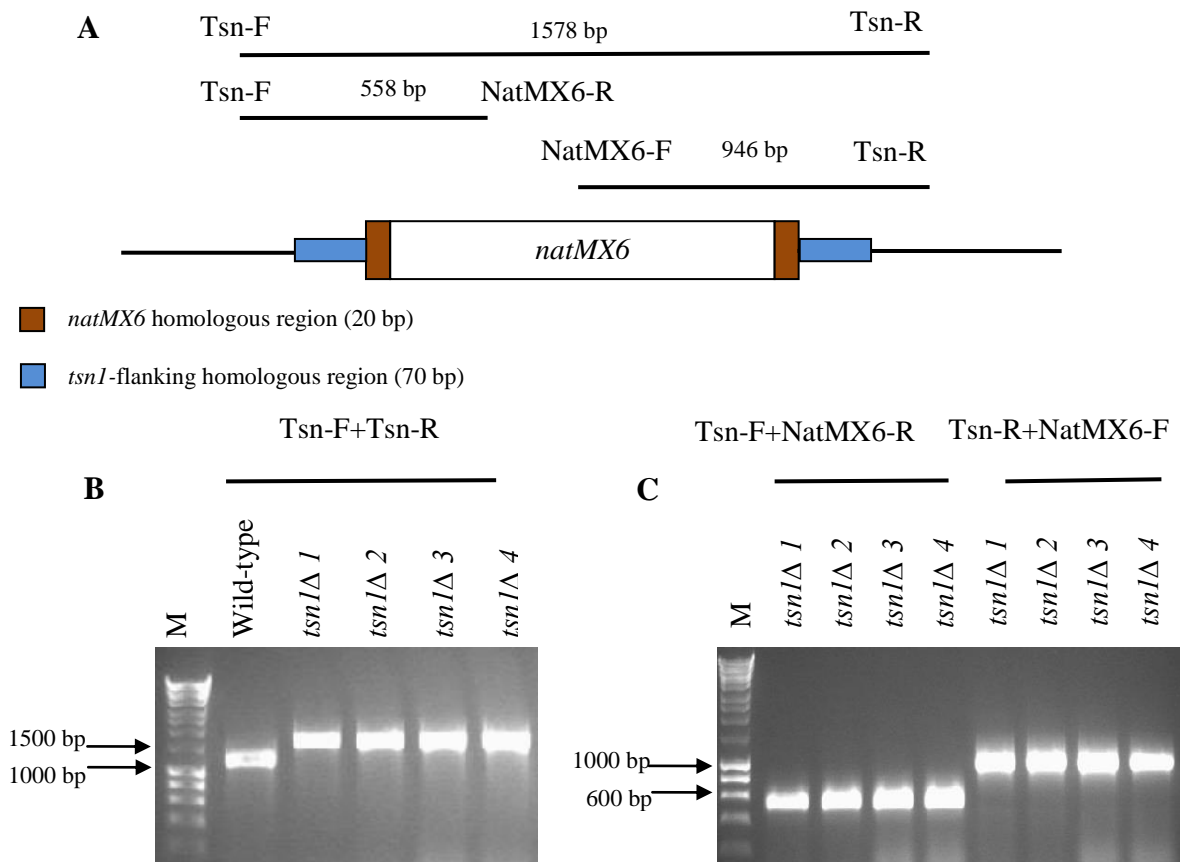 A
Tsn-F 1578 bp Tsn-R
Tsn-F 558 bp NatMX6-R
NatMX6-F 946 bp Tsn-R
natMX6
natMX6 homologous region (20 bp)
tsn1-flanking homologous region (70 bp)
Tsn-F+Tsn-R
B
M
Wild-type
tsn1Δ 1
tsn1Δ 2
tsn1Δ 3
tsn1Δ 4
1500 bp
1000 bp
Tsn-F+NatMX6-R Tsn-R+NatMX6-F
C
M
tsn1Δ 1
tsn1Δ 2
tsn1Δ 3
tsn1Δ 4
tsn1Δ 1
tsn1Δ 2
tsn1Δ 3
tsn1Δ 4
1000 bp
600 bp